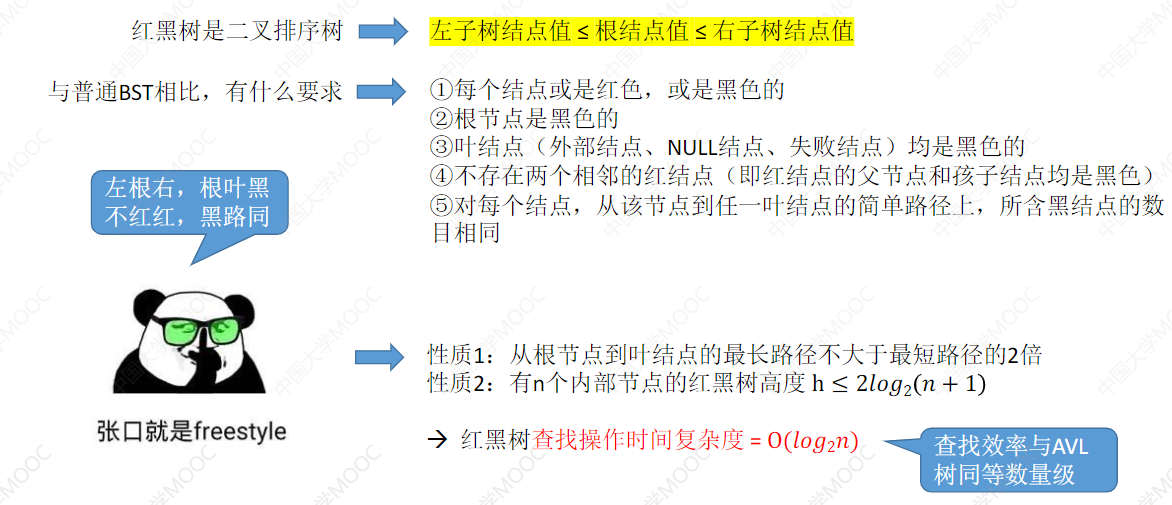 红黑树是二叉排序树
左子树结点值 ≤ 根结点值 ≤ 右子树结点值
与普通BST相比，有什么要求
①每个结点或是红色，或是黑色的
②根节点是黑色的
③叶结点（外部结点、NULL结点、失败结点）均是黑色的
④不存在两个相邻的红结点（即红结点的父节点和孩子结点均是黑色）
⑤对每个结点，从该节点到任一叶结点的简单路径上，所含黑结点的数
目相同
左根右，根叶黑
不红红，黑路同
张口就是freestyle
性质1：从根节点到叶结点的最长路径不大于最短路径的2倍
性质2：有n个内部节点的红黑树高度 h ≤ 2log₂(n + 1)
→ 红黑树查找操作时间复杂度 = O(log₂n)
查找效率与AVL
树同等数量级
中国大学MOOC